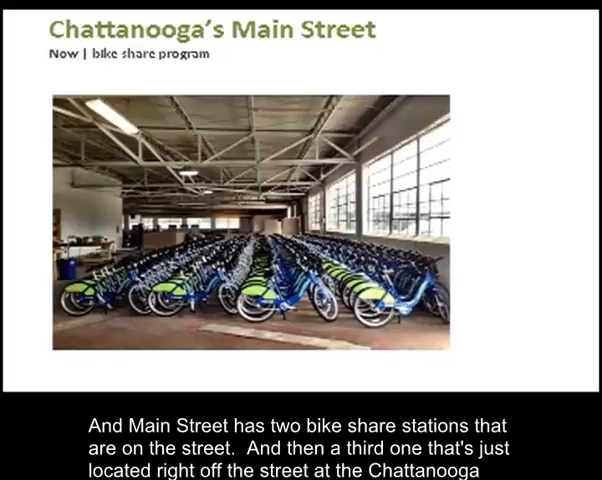 Chattanooga's Main Street
Now | bike share program
And Main Street has two bike share stations that
are on the street.  And then a third one that's just
located right off the street at the Chattanooga